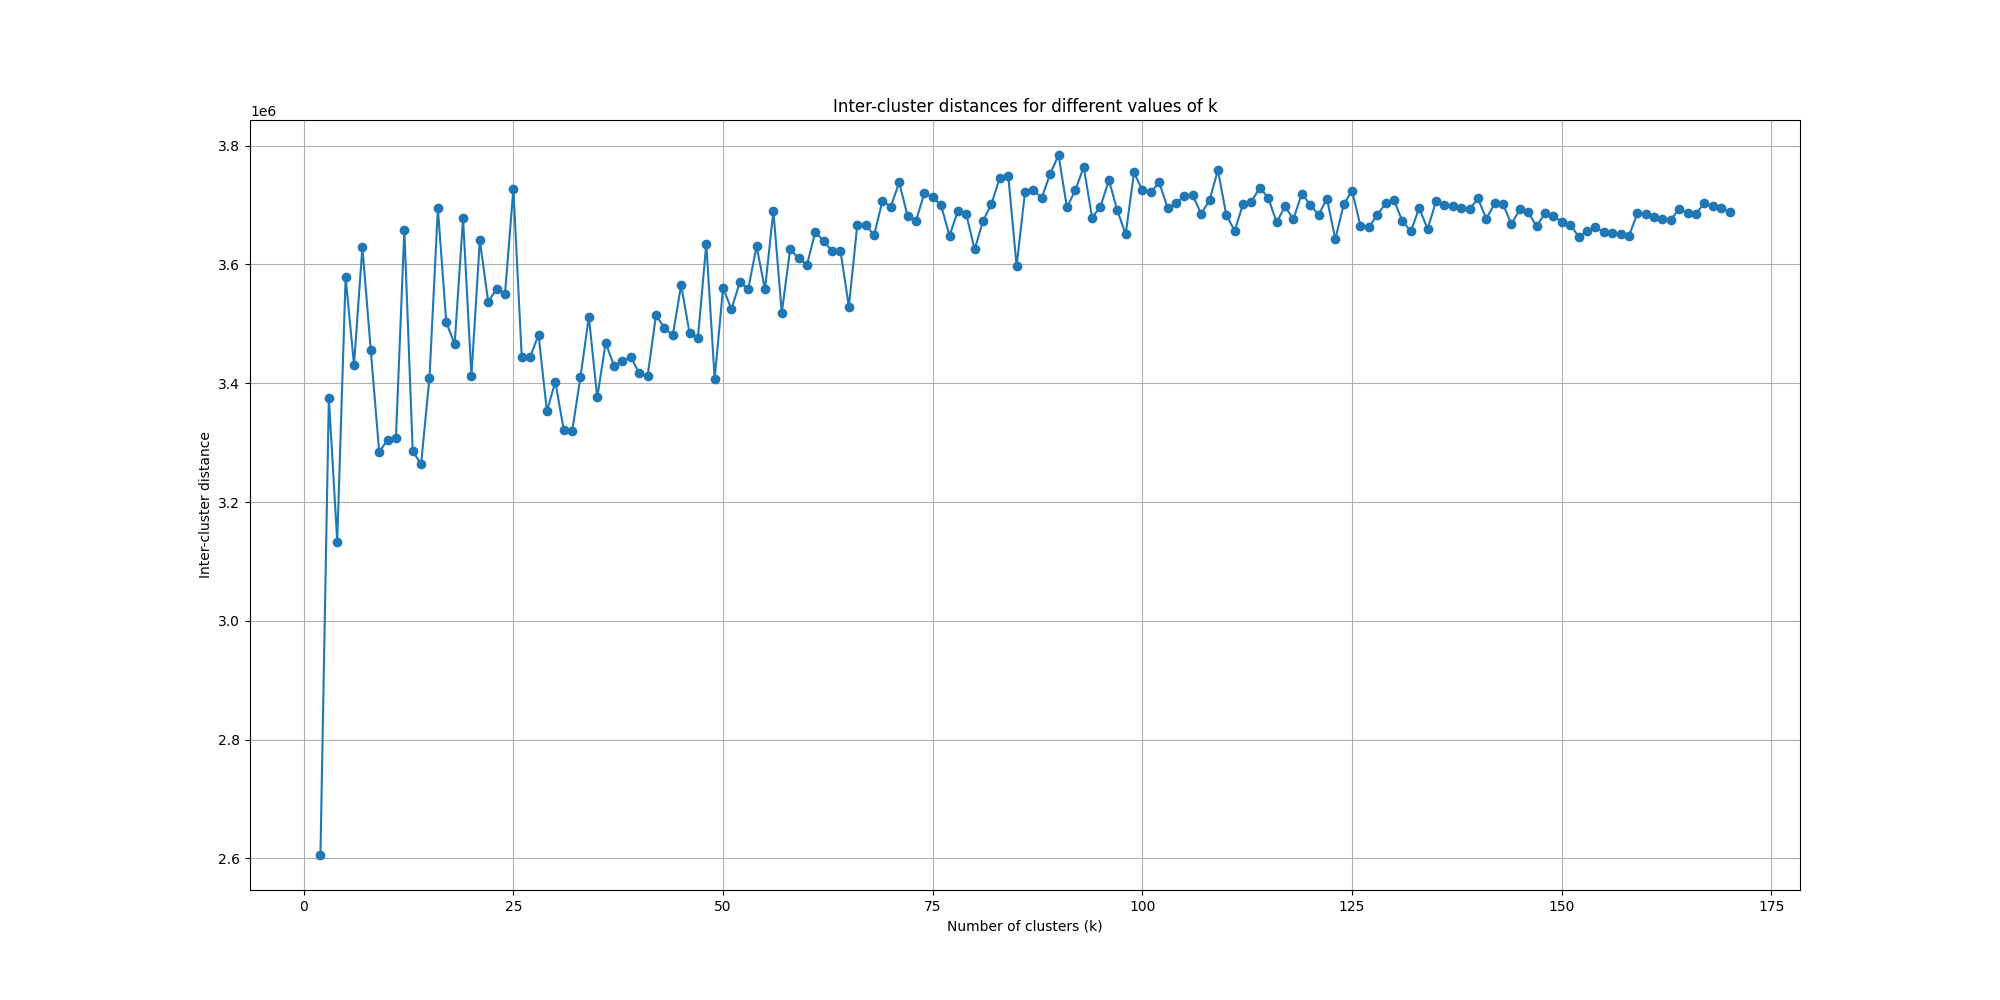 Inter-cluster distances for different values of k
1e6
3.8
3.6
3.4
3.2
3.0
2.8
2.6
Inter-cluster distance
0 25 50 75 100 125 150 175
Number of clusters (k)